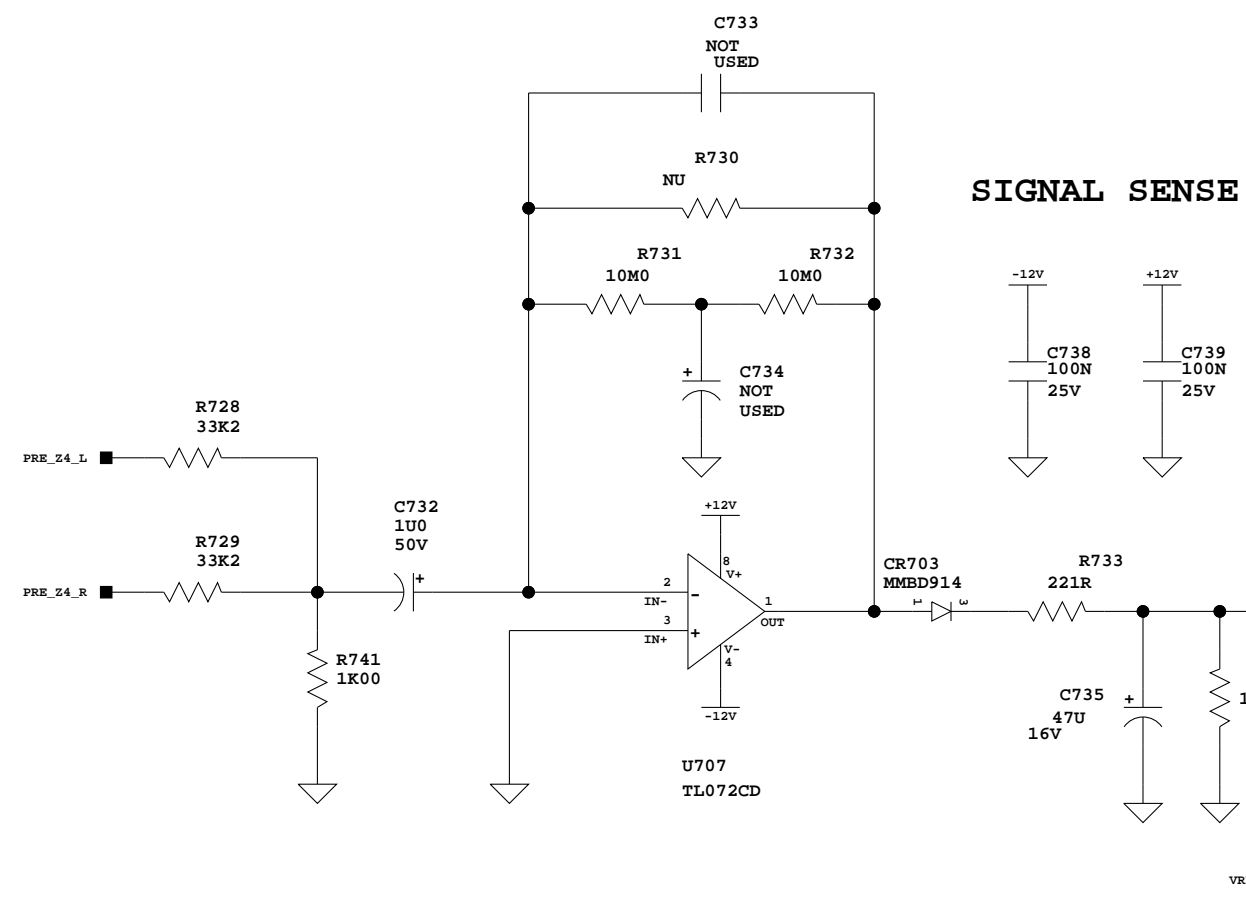 C733
NOT
USED
R730
NU
SIGNAL SENSE
R731
10M0
R732
10M0
-12V
+12V
C738
100N
25V
C739
100N
25V
C734
NOT
USED
R728
33K2
PRE_Z4_L
C732
1U0
50V
+12V
R729
33K2
PRE_Z4_R
8
V+
2
IN-
3
IN+
1
OUT
V-
4
-12V
CR703
MMBD914
1
3
R733
221R
R741
1K00
C735
47U
16V
1
U707
TL072CD
VR